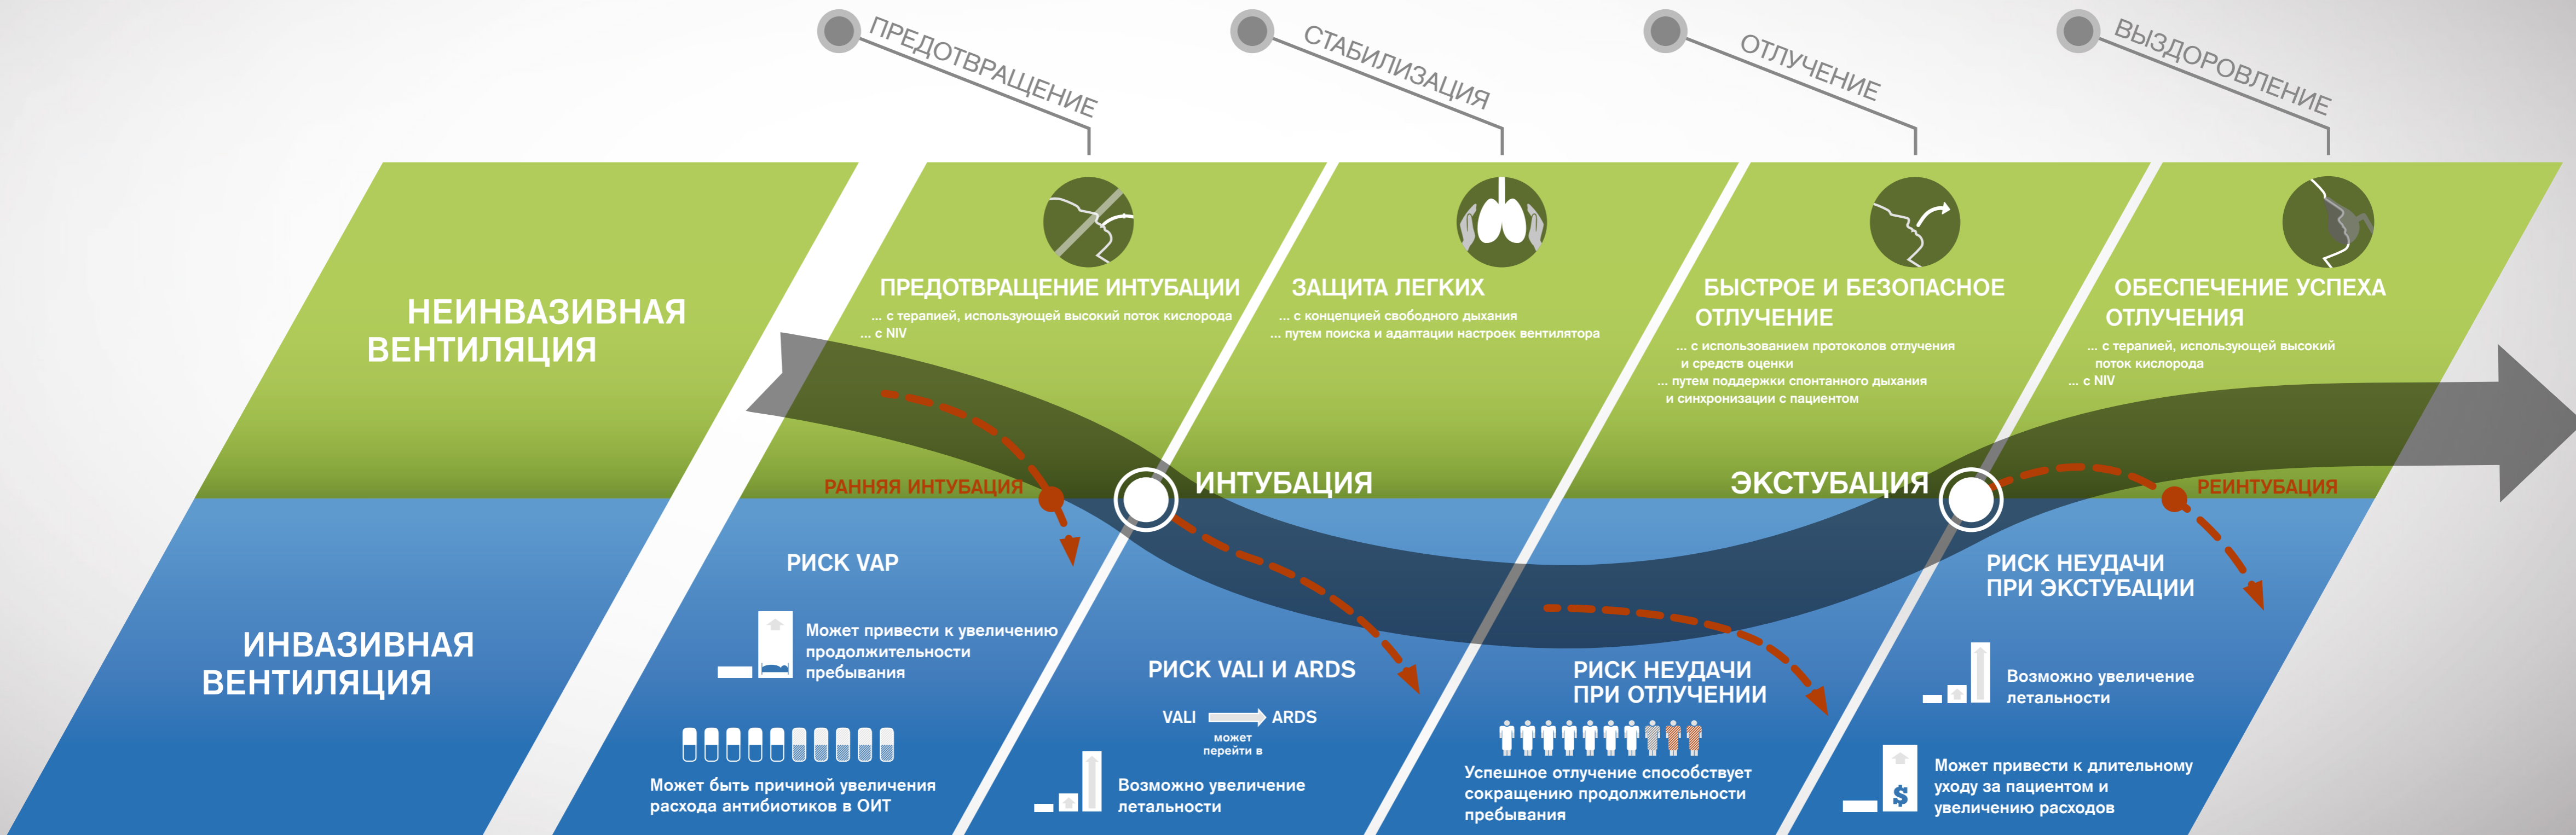 ПРЕДОТВРАЩЕНИЕ
СТАБИЛИЗАЦИЯ
ОТЛУЧЕНИЕ
ВЫЗДОРОВЛЕНИЕ
НЕИНВАЗИВНАЯ
ВЕНТИЛЯЦИЯ
ПРЕДОТВРАЩЕНИЕ ИНТУБАЦИИ
... с терапией, использующей высокий поток кислорода
... с NIV
ЗАЩИТА ЛЕГКИХ
... с концепцией свободного дыхания
... путем поиска и адаптации настроек вентилятора
БЫСТРОЕ И БЕЗОПАСНОЕ
ОТЛУЧЕНИЕ
... с использованием протоколов отлучения
и средств оценки
... путем поддержки спонтанного дыхания
и синхронизации с пациентом
ОБЕСПЕЧЕНИЕ УСПЕХА
ОТЛУЧЕНИЯ
... с терапией, использующей высокий
поток кислорода
... с NIV
РАННЯЯ ИНТУБАЦИЯ
ИНТУБАЦИЯ
ЭКСТУБАЦИЯ
РЕИНТУБАЦИЯ
ИНВАЗИВНАЯ
ВЕНТИЛЯЦИЯ
РИСК VAP
Может привести к увеличению
продолжительности
пребывания
Может быть причиной увеличения
расхода антибиотиков в ОИТ
РИСК VALI И ARDS
VALI ARDS
может
перейти в
Возможно увеличение
летальности
РИСК НЕУДАЧИ
ПРИ ОТЛУЧЕНИИ
Успешное отлучение способствует
сокращению продолжительности
пребывания
РИСК НЕУДАЧИ
ПРИ ЭКСТУБАЦИИ
Возможно увеличение
летальности
$
Может привести к длительному
уходу за пациентом и
увеличению расходов